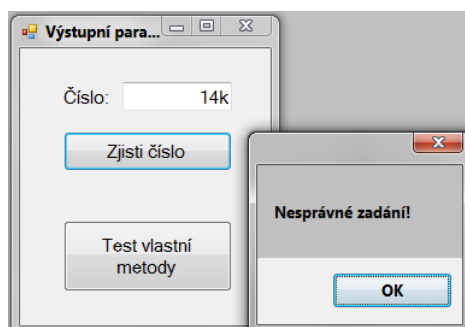 Výstupní para...
Číslo: 14k
Zjisti číslo
Nesprávné zadání!
Test vlastní
metody
OK